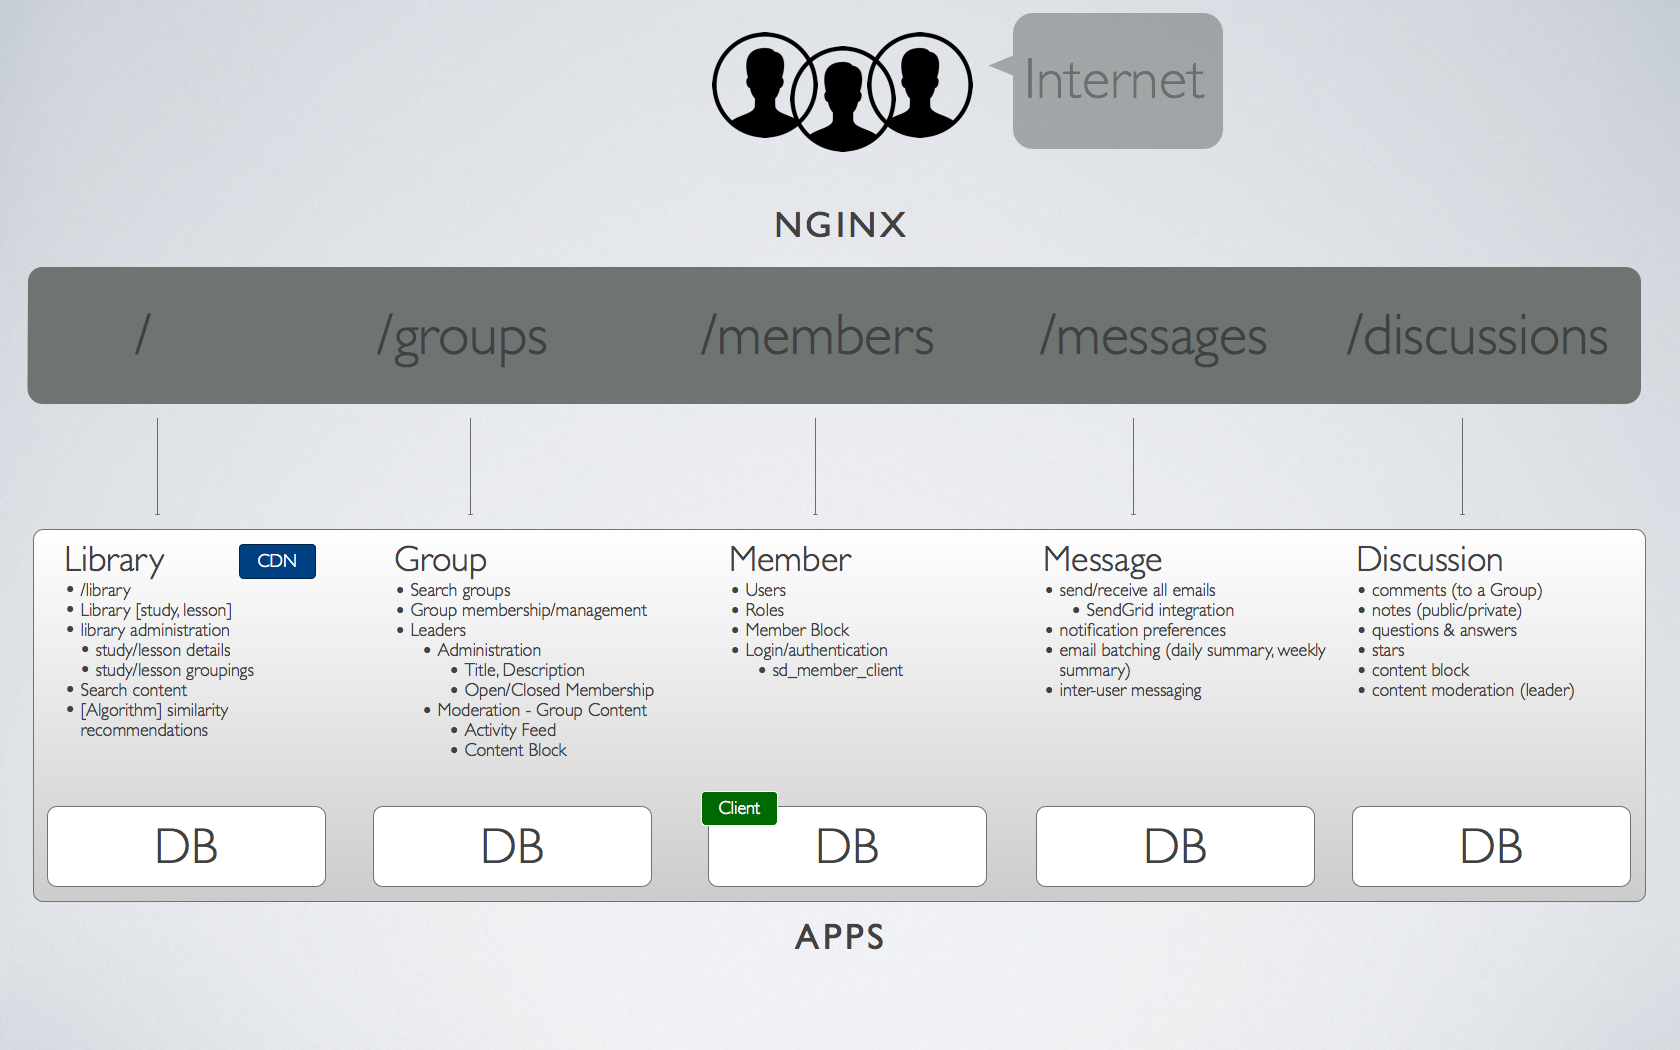 Internet
NGINX
/
/groups
/members
/messages
/discussions
Library
CDN
• /library
• Library [study, lesson]
• library administration
• study/lesson details
• study/lesson groupings
• Search content
• [Algorithm] similarity
recommendations
DB
Group
• Search groups
• Group membership/management
• Leaders
• Administration
• Title, Description
• Open/Closed Membership
• Moderation - Group Content
• Activity Feed
• Content Block
DB
Member
• Users
• Roles
• Member Block
• Login/authentication
• sd_member_client
Client
DB
Message
• send/receive all emails
• SendGrid integration
• notification preferences
• email batching (daily summary, weekly
summary)
• inter-user messaging
DB
Discussion
• comments (to a Group)
• notes (public/private)
• questions & answers
• stars
• content block
• content moderation (leader)
DB
APPS